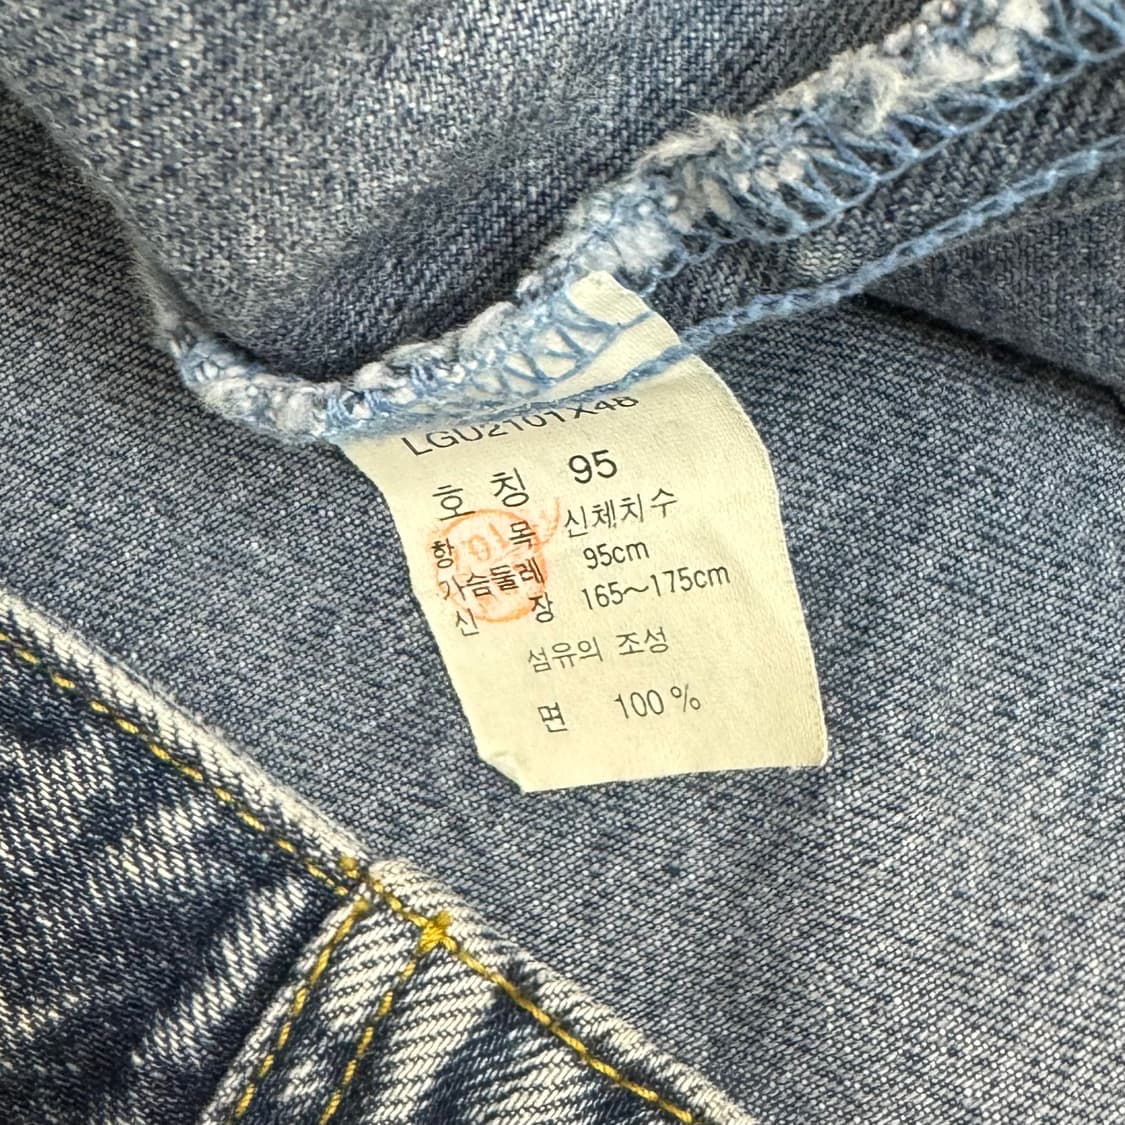 LGU2101X48
호 칭 95
항 목 신체치수
가슴둘레 95cm
신 장 165~175cm
섬유의 조성
면 100%